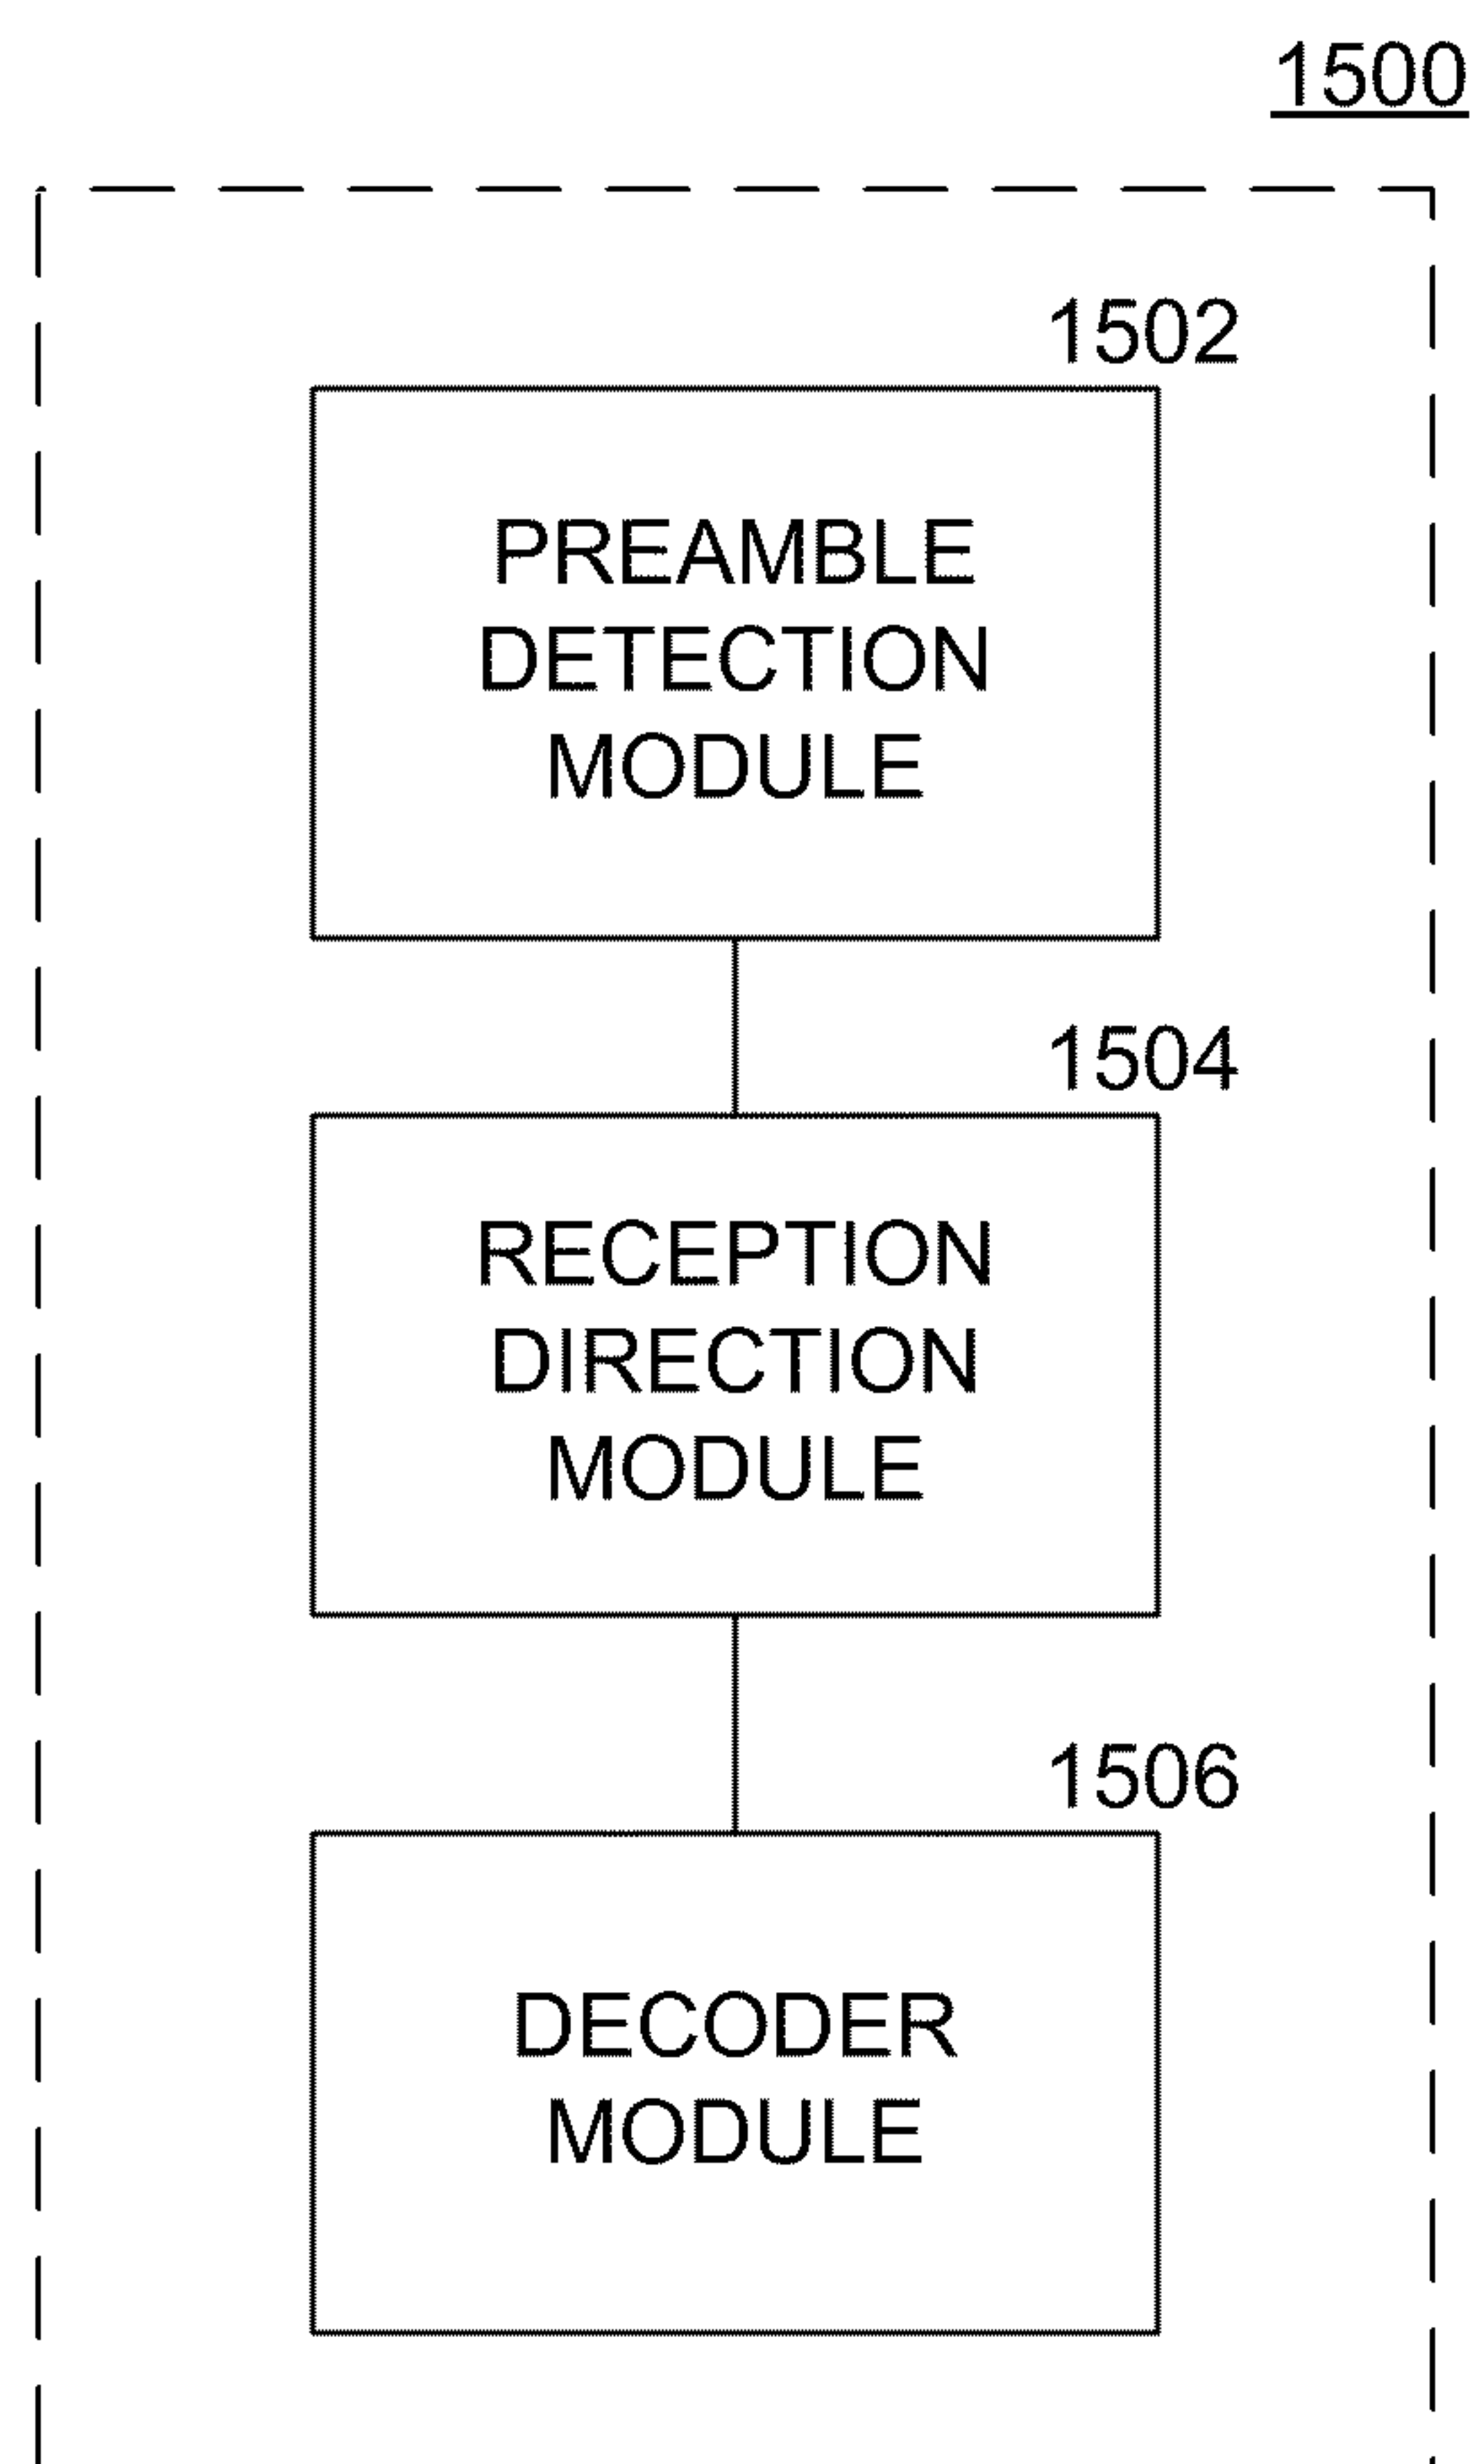 1500
1502
PREAMBLE
DETECTION
MODULE
1504
RECEPTION
DIRECTION
MODULE
1506
DECODER
MODULE